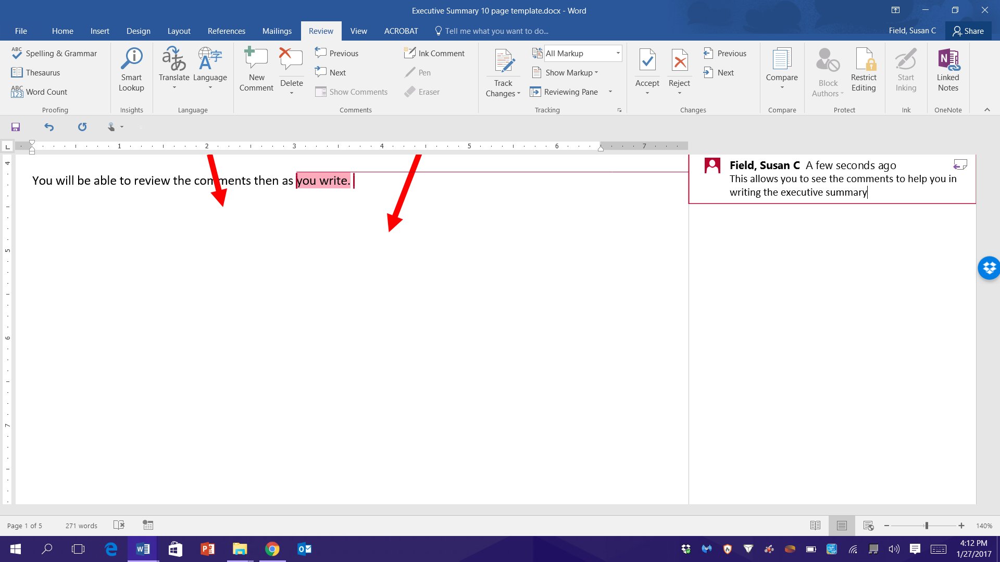 Executive Summary 10 page template.docx - Word
File Home Insert Design Layout References Mailings Review View ACROBAT Tell me what you want to do... Field, Susan C Share
ABC Spelling & Grammar
Thesaurus
ABC 123 Word Count
Proofing
Smart Lookup
Insights
Translate
Language
Language
New Comment
Delete
Previous
Next
Show Comments
Ink Comment
Pen
Eraser
Comments
Track Changes
All Markup
Show Markup
Reviewing Pane
Tracking
Accept
Reject
Previous
Next
Changes
Compare
Compare
Block Authors
Restrict Editing
Protect
Start Inking
Ink
Linked Notes
OneNote
1 2 3 4 5 6 7
4
5
6
7
You will be able to review the comments then as you write.
Field, Susan C A few seconds ago
This allows you to see the comments to help you in
writing the executive summary
Page 1 of 5 271 words 140%
4:12 PM
1/27/2017